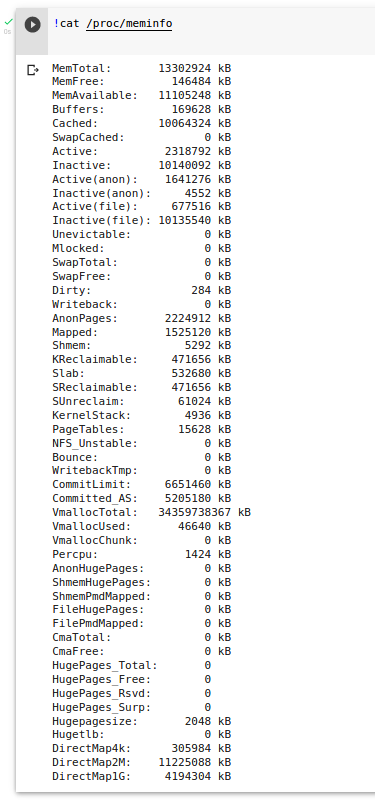 !cat /proc/meminfo
0s
MemTotal: 13302924 kB
MemFree: 146484 kB
MemAvailable: 11105248 kB
Buffers: 169628 kB
Cached: 10064324 kB
SwapCached: 0 kB
Active: 2318792 kB
Inactive: 10140092 kB
Active(anon): 1641276 kB
Inactive(anon): 4552 kB
Active(file): 677516 kB
Inactive(file): 10135540 kB
Unevictable: 0 kB
Mlocked: 0 kB
SwapTotal: 0 kB
SwapFree: 0 kB
Dirty: 284 kB
Writeback: 0 kB
AnonPages: 2224912 kB
Mapped: 1525120 kB
Shmem: 5292 kB
KReclaimable: 471656 kB
Slab: 532680 kB
SReclaimable: 471656 kB
SUnreclaim: 61024 kB
KernelStack: 4936 kB
PageTables: 15628 kB
NFS_Unstable: 0 kB
Bounce: 0 kB
WritebackTmp: 0 kB
CommitLimit: 6651460 kB
Committed_AS: 5205180 kB
VmallocTotal: 34359738367 kB
VmallocUsed: 46640 kB
VmallocChunk: 0 kB
Percpu: 1424 kB
AnonHugePages: 0 kB
ShmemHugePages: 0 kB
ShmemPmdMapped: 0 kB
FileHugePages: 0 kB
FilePmdMapped: 0 kB
CmaTotal: 0 kB
CmaFree: 0 kB
HugePages_Total: 0
HugePages_Free: 0
HugePages_Rsvd: 0
HugePages_Surp: 0
Hugepagesize: 2048 kB
Hugetlb: 0 kB
DirectMap4k: 305984 kB
DirectMap2M: 11225088 kB
DirectMap1G: 4194304 kB